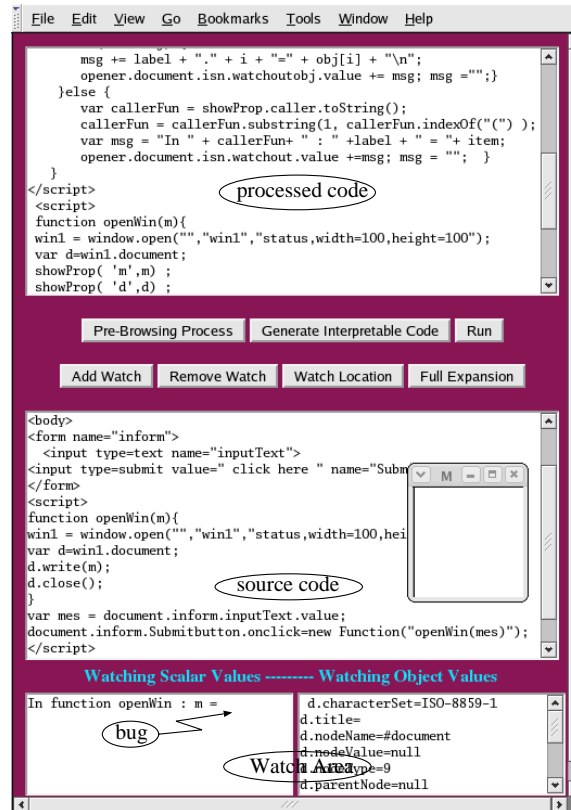 File Edit View Go Bookmarks Tools Window Help
msg += label + "." + i + "=" + obj[i] + "\n";
opener.document.isn.watchoutobj.value += msg; msg ="";}
}else {
var callerFun = showProp.caller.toString();
callerFun = callerFun.substring(1, callerFun.indexOf("(") );
var msg = "In " + callerFun+ " : " +label + " = "+ item;
opener.document.isn.watchout.value +=msg; msg = ""; }
}
</script>
processed code
<script>
function openWin(m){
win1 = window.open("","win1","status,width=100,height=100");
var d=win1.document;
showProp( 'm',m) ;
showProp( 'd',d) ;
Pre-Browsing Process Generate Interpretable Code Run
Add Watch Remove Watch Watch Location Full Expansion
<body>
<form name="inform">
<input type=text name="inputText">
<input type=submit value=" click here " name="Subm
</form>
M
<script>
function openWin(m){
win1 = window.open("","win1","status,width=100,hei
var d=win1.document;
d.write(m);
d.close();
source code
}
var mes = document.inform.inputText.value;
document.inform.Submitbutton.onclick=new Function("openWin(mes)");
</script>
Watching Scalar Values --------- Watching Object Values
In function openWin : m =
bug
d.characterSet=ISO-8859-1
d.title=
d.nodeName=#document
d.nodeValue=null
Watch Area
d.nodeType=9
d.parentNode=null